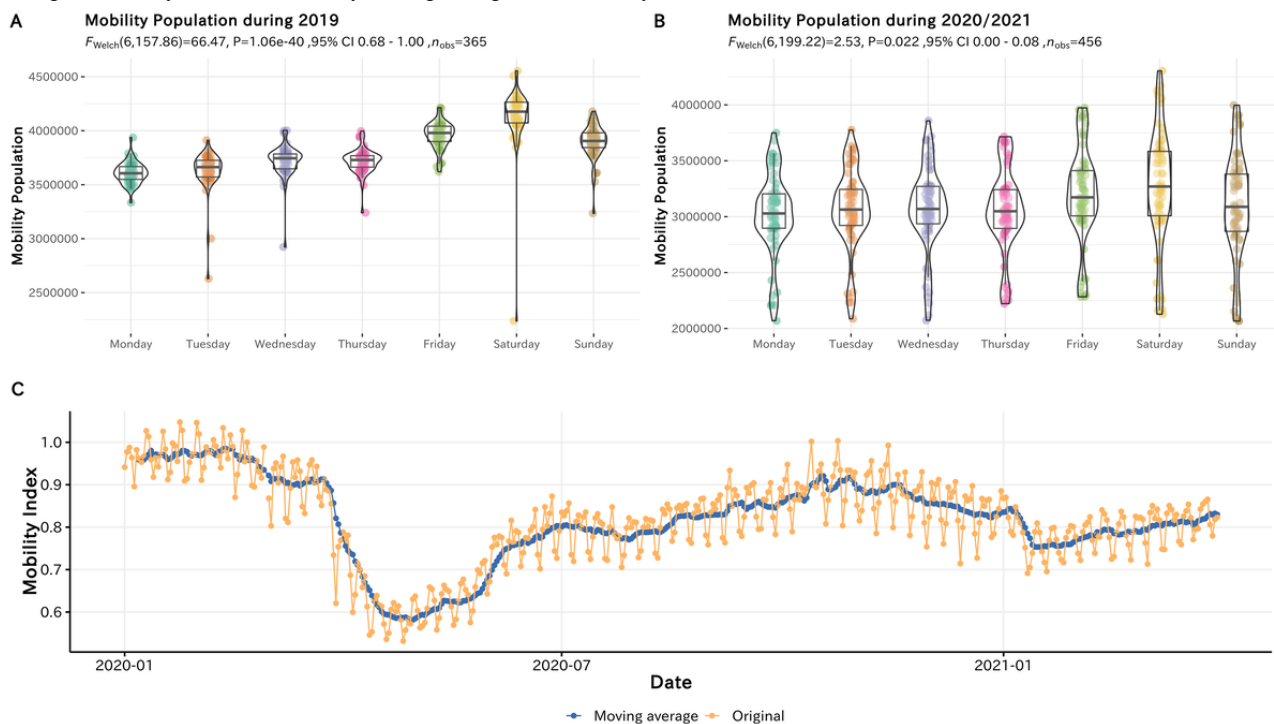 A
Mobility Population during 2019
FWelch(6,157.86)=66.47, P=1.06e-40 ,95% CI 0.68 - 1.00 ,nobs=365
Mobility Population
4500000
4000000
3500000
3000000
2500000
Monday Tuesday Wednesday Thursday Friday Saturday Sunday
B
Mobility Population during 2020/2021
FWelch(6,199.22)=2.53, P=0.022 ,95% CI 0.00 - 0.08 ,nobs=456
Mobility Population
4000000
3500000
3000000
2500000
2000000
Monday Tuesday Wednesday Thursday Friday Saturday Sunday
C
Mobility Index
1.0
0.9
0.8
0.7
0.6
2020-01 2020-07 2021-01
Date
Moving average Original